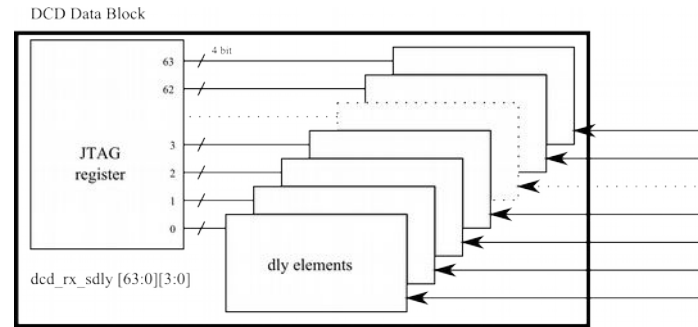 DCD Data Block
63
4 bit
62
3
JTAG
register
2
1
0
dly elements
dcd_rx_sdly [63:0][3:0]